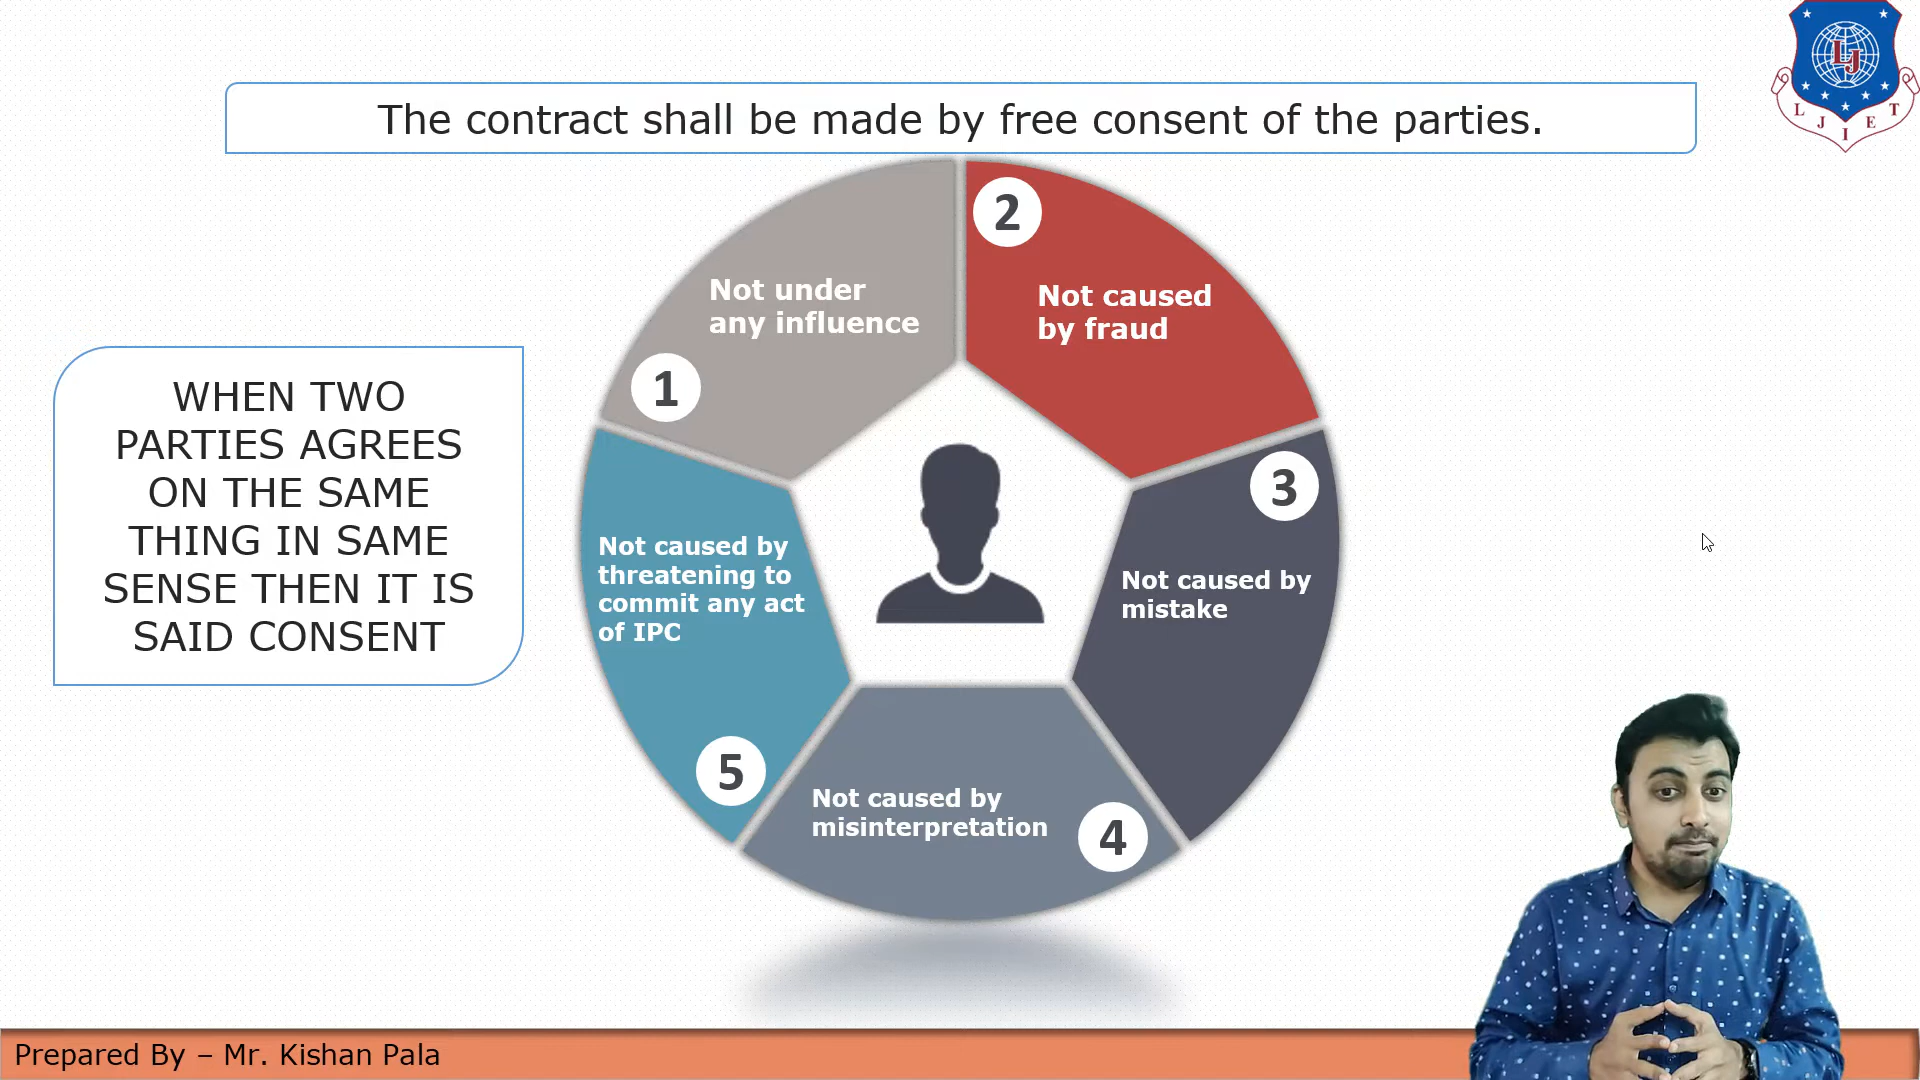 The contract shall be made by free consent of the parties.
LJ
L J I E T
WHEN TWO
PARTIES AGREES
ON THE SAME
THING IN SAME
SENSE THEN IT IS
SAID CONSENT
1
Not under
any influence
2
Not caused
by fraud
3
Not caused by
mistake
4
Not caused by
misinterpretation
5
Not caused by
threatening to
commit any act
of IPC
Prepared By – Mr. Kishan Pala